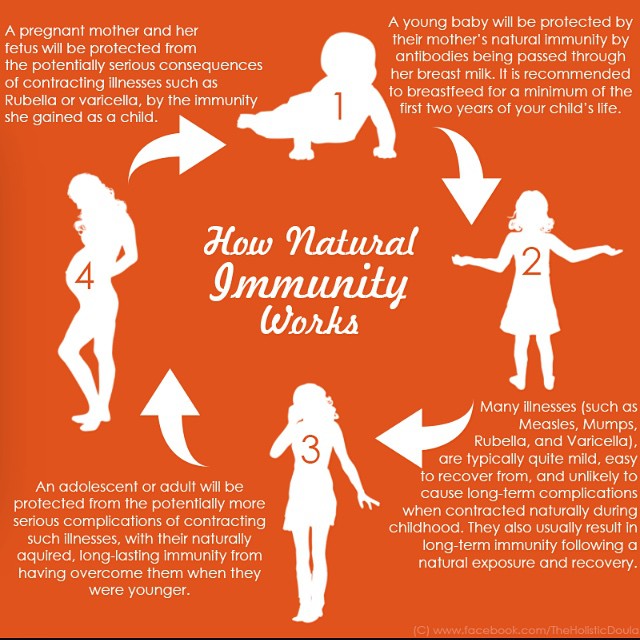 How Natural
Immunity
Works
1
A young baby will be protected by
their mother's natural immunity by
antibodies being passed through
her breast milk. It is recommended
to breastfeed for a minimum of the
first two years of your child's life.
2
Many illnesses (such as
Measles, Mumps,
Rubella, and Varicella),
are typically quite mild, easy
to recover from, and unlikely to
cause long-term complications
when contracted naturally during
childhood. They also usually result in
long-term immunity following a
natural exposure and recovery.
3
An adolescent or adult will be
protected from the potentially more
serious complications of contracting
such illnesses, with their naturally
aquired, long-lasting immunity from
having overcome them when they
were younger.
4
A pregnant mother and her
fetus will be protected from
the potentially serious consequences
of contracting illnesses such as
Rubella or varicella, by the immunity
she gained as a child.
(C) www.facebook.com/TheHolisticDoula